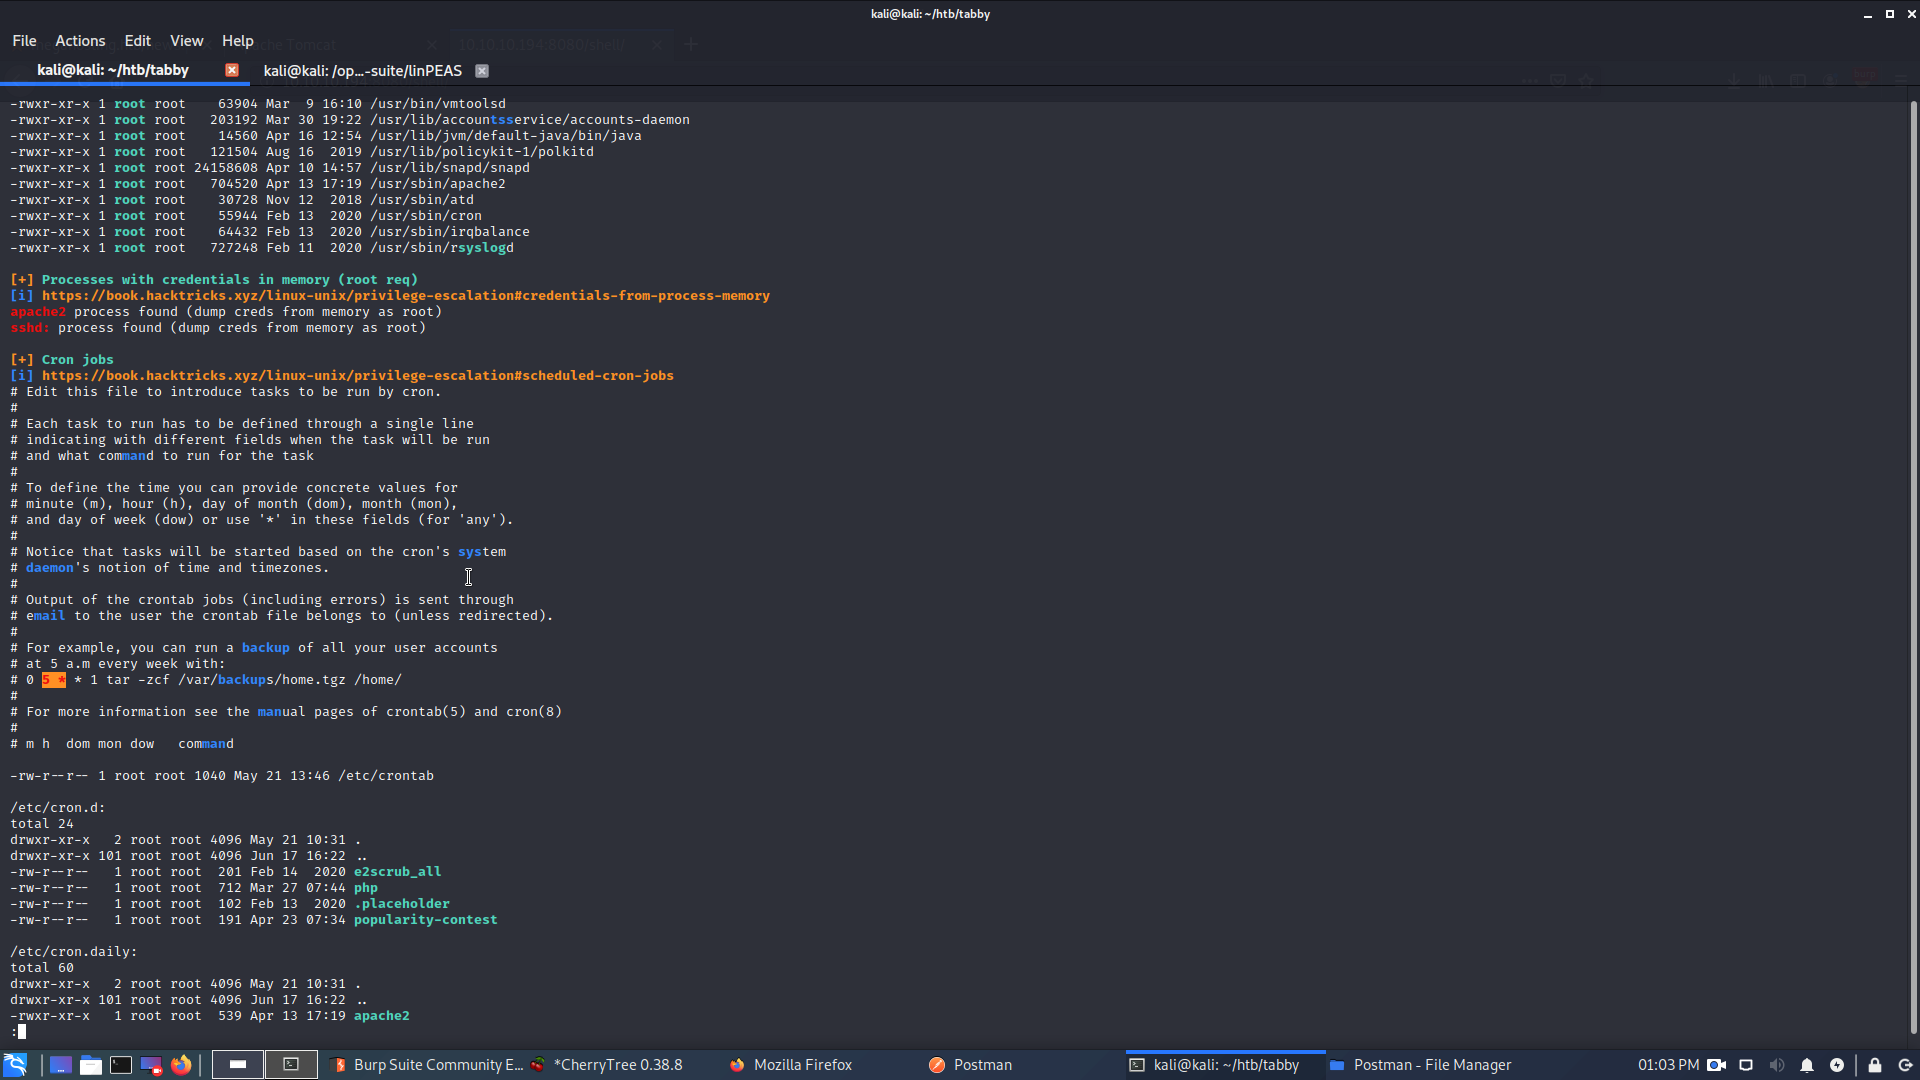 kali@kali: ~/htb/tabby
File Actions Edit View Help
kali@kali: ~/htb/tabby kali@kali: /op...-suite/linPEAS
-rwxr-xr-x 1 root root    63904 Mar  9 16:10 /usr/bin/vmtoolsd
-rwxr-xr-x 1 root root   203192 Mar 30 19:22 /usr/lib/accountsservice/accounts-daemon
-rwxr-xr-x 1 root root    14560 Apr 16 12:54 /usr/lib/jvm/default-java/bin/java
-rwxr-xr-x 1 root root   121504 Aug 16  2019 /usr/lib/policykit-1/polkitd
-rwxr-xr-x 1 root root 24158608 Apr 10 14:57 /usr/lib/snapd/snapd
-rwxr-xr-x 1 root root   704520 Apr 13 17:19 /usr/sbin/apache2
-rwxr-xr-x 1 root root    30728 Nov 12  2018 /usr/sbin/atd
-rwxr-xr-x 1 root root    55944 Feb 13  2020 /usr/sbin/cron
-rwxr-xr-x 1 root root    64432 Feb 13  2020 /usr/sbin/irqbalance
-rwxr-xr-x 1 root root   727248 Feb 11  2020 /usr/sbin/rsyslogd
[+] Processes with credentials in memory (root req)
[i] https://book.hacktricks.xyz/linux-unix/privilege-escalation#credentials-from-process-memory
apache2 process found (dump creds from memory as root)
sshd: process found (dump creds from memory as root)
[+] Cron jobs
[i] https://book.hacktricks.xyz/linux-unix/privilege-escalation#scheduled-cron-jobs
# Edit this file to introduce tasks to be run by cron.
#
# Each task to run has to be defined through a single line
# indicating with different fields when the task will be run
# and what command to run for the task
#
# To define the time you can provide concrete values for
# minute (m), hour (h), day of month (dom), month (mon),
# and day of week (dow) or use '*' in these fields (for 'any').
#
# Notice that tasks will be started based on the cron's system
# daemon's notion of time and timezones.
#
# Output of the crontab jobs (including errors) is sent through
# email to the user the crontab file belongs to (unless redirected).
#
# For example, you can run a backup of all your user accounts
# at 5 a.m every week with:
# 0 5 * * 1 tar -zcf /var/backups/home.tgz /home/
#
# For more information see the manual pages of crontab(5) and cron(8)
#
# m h  dom mon dow   command
-rw-r--r-- 1 root root 1040 May 21 13:46 /etc/crontab
/etc/cron.d:
total 24
drwxr-xr-x   2 root root 4096 May 21 10:31 .
drwxr-xr-x 101 root root 4096 Jun 17 16:22 ..
-rw-r--r--   1 root root  201 Feb 14  2020 e2scrub_all
-rw-r--r--   1 root root  712 Mar 27 07:44 php
-rw-r--r--   1 root root  102 Feb 13  2020 .placeholder
-rw-r--r--   1 root root  191 Apr 23 07:34 popularity-contest
/etc/cron.daily:
total 60
drwxr-xr-x   2 root root 4096 May 21 10:31 .
drwxr-xr-x 101 root root 4096 Jun 17 16:22 ..
-rwxr-xr-x   1 root root  539 Apr 13 17:19 apache2
:
Burp Suite Community E... *CherryTree 0.38.8 Mozilla Firefox Postman kali@kali: ~/htb/tabby Postman - File Manager 01:03 PM